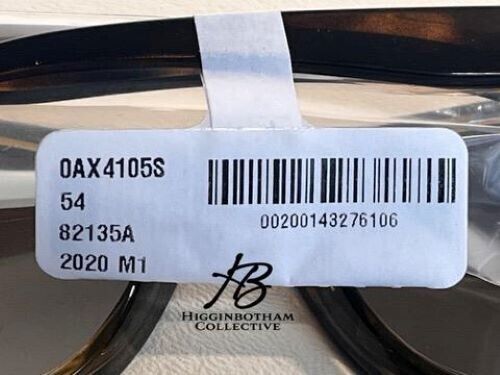 0AX4105S
54
82135A
2020 M1
00200143276106
HB
HIGGINBOTHAM
COLLECTIVE